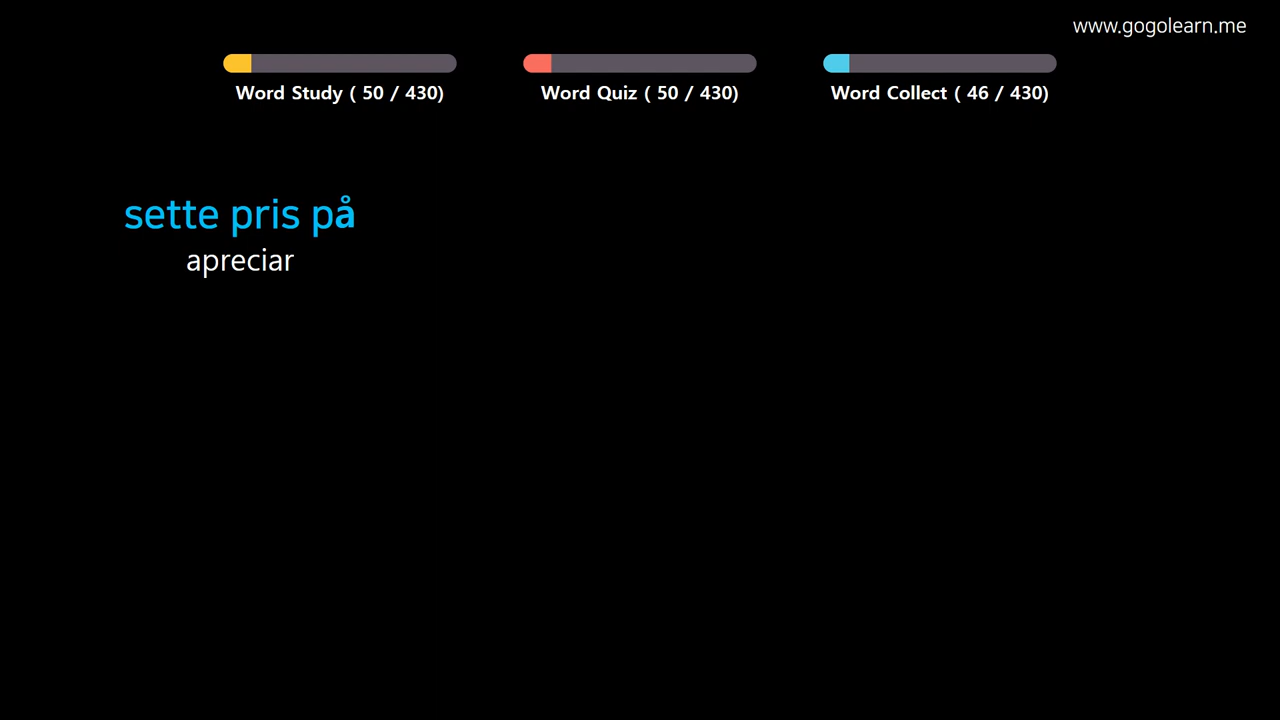 www.gogolearn.me
Word Study ( 50 / 430)
Word Quiz ( 50 / 430)
Word Collect ( 46 / 430)
sette pris på
apreciar